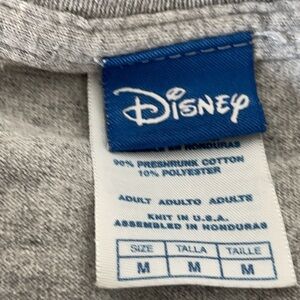 Disney
90% PRESHRUNK COTTON
10% POLYESTER
ADULT ADULTO ADULTE
KNIT IN U.S.A.
ASSEMBLED IN HONDURAS
SIZE TALLA TAILLE
M M M